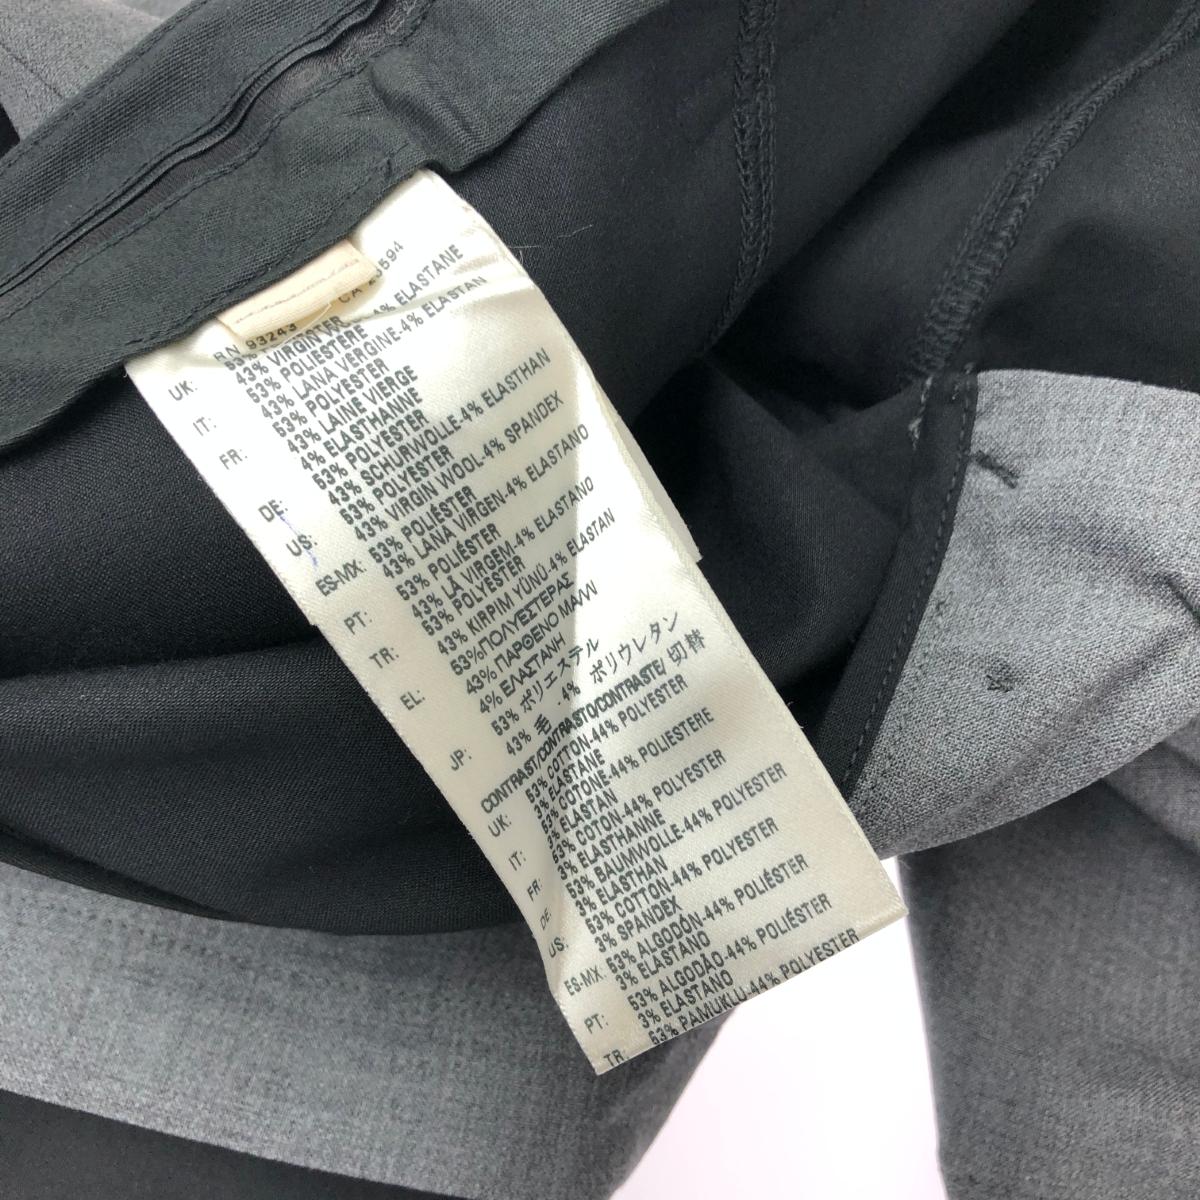 RN 93243
UK: 53% POLYESTER
43% VIRGIN 4% ELASTANE
IT: 53% POLIESTERE
43% LANA VERGINE-4% ELASTAN
FR: 53% POLYESTER
43% LAINE VIERGE
4% ELASTHANNE
DE: 53% POLYESTER
43% SCHURWOLLE-4% ELASTHAN
US: 53% POLYESTER
43% VIRGIN WOOL-4% SPANDEX
ES-MX: 53% POLIÉSTER
43% LANA VIRGEN-4% ELASTANO
PT: 53% POLIÉSTER
43% LÃ VIRGEM-4% ELASTANO
TR: 53% POLYESTER
43% KIRPIM YÜNÜ-4% ELASTAN
EL: 53% ΠΟΛΥΕΣΤΕΡΑΣ
43% ΠΑΡΘΕΝΟ ΜΑΛΛΙ
4% ΕΛΑΣΤΑΝΗ
JP: 53% ポリエステル
43% 毛 .4% ポリウレタン
CONTRAST/CONTRASTO/CONTRASTE/ 切替
UK: 53% COTTON-44% POLYESTER
3% ELASTANE
IT: 53% COTONE-44% POLIESTERE
3% ELASTAN
FR: 53% COTON-44% POLYESTER
3% ELASTHANNE
DE: 53% BAUMWOLLE-44% POLYESTER
3% ELASTHAN
US: 53% COTTON-44% POLYESTER
3% SPANDEX
ES-MX: 53% ALGODÓN-44% POLIÉSTER
3% ELASTANO
PT: 53% ALGODÃO-44% POLIÉSTER
3% ELASTANO
TR: 53% PAMUKLU-44% POLYESTER